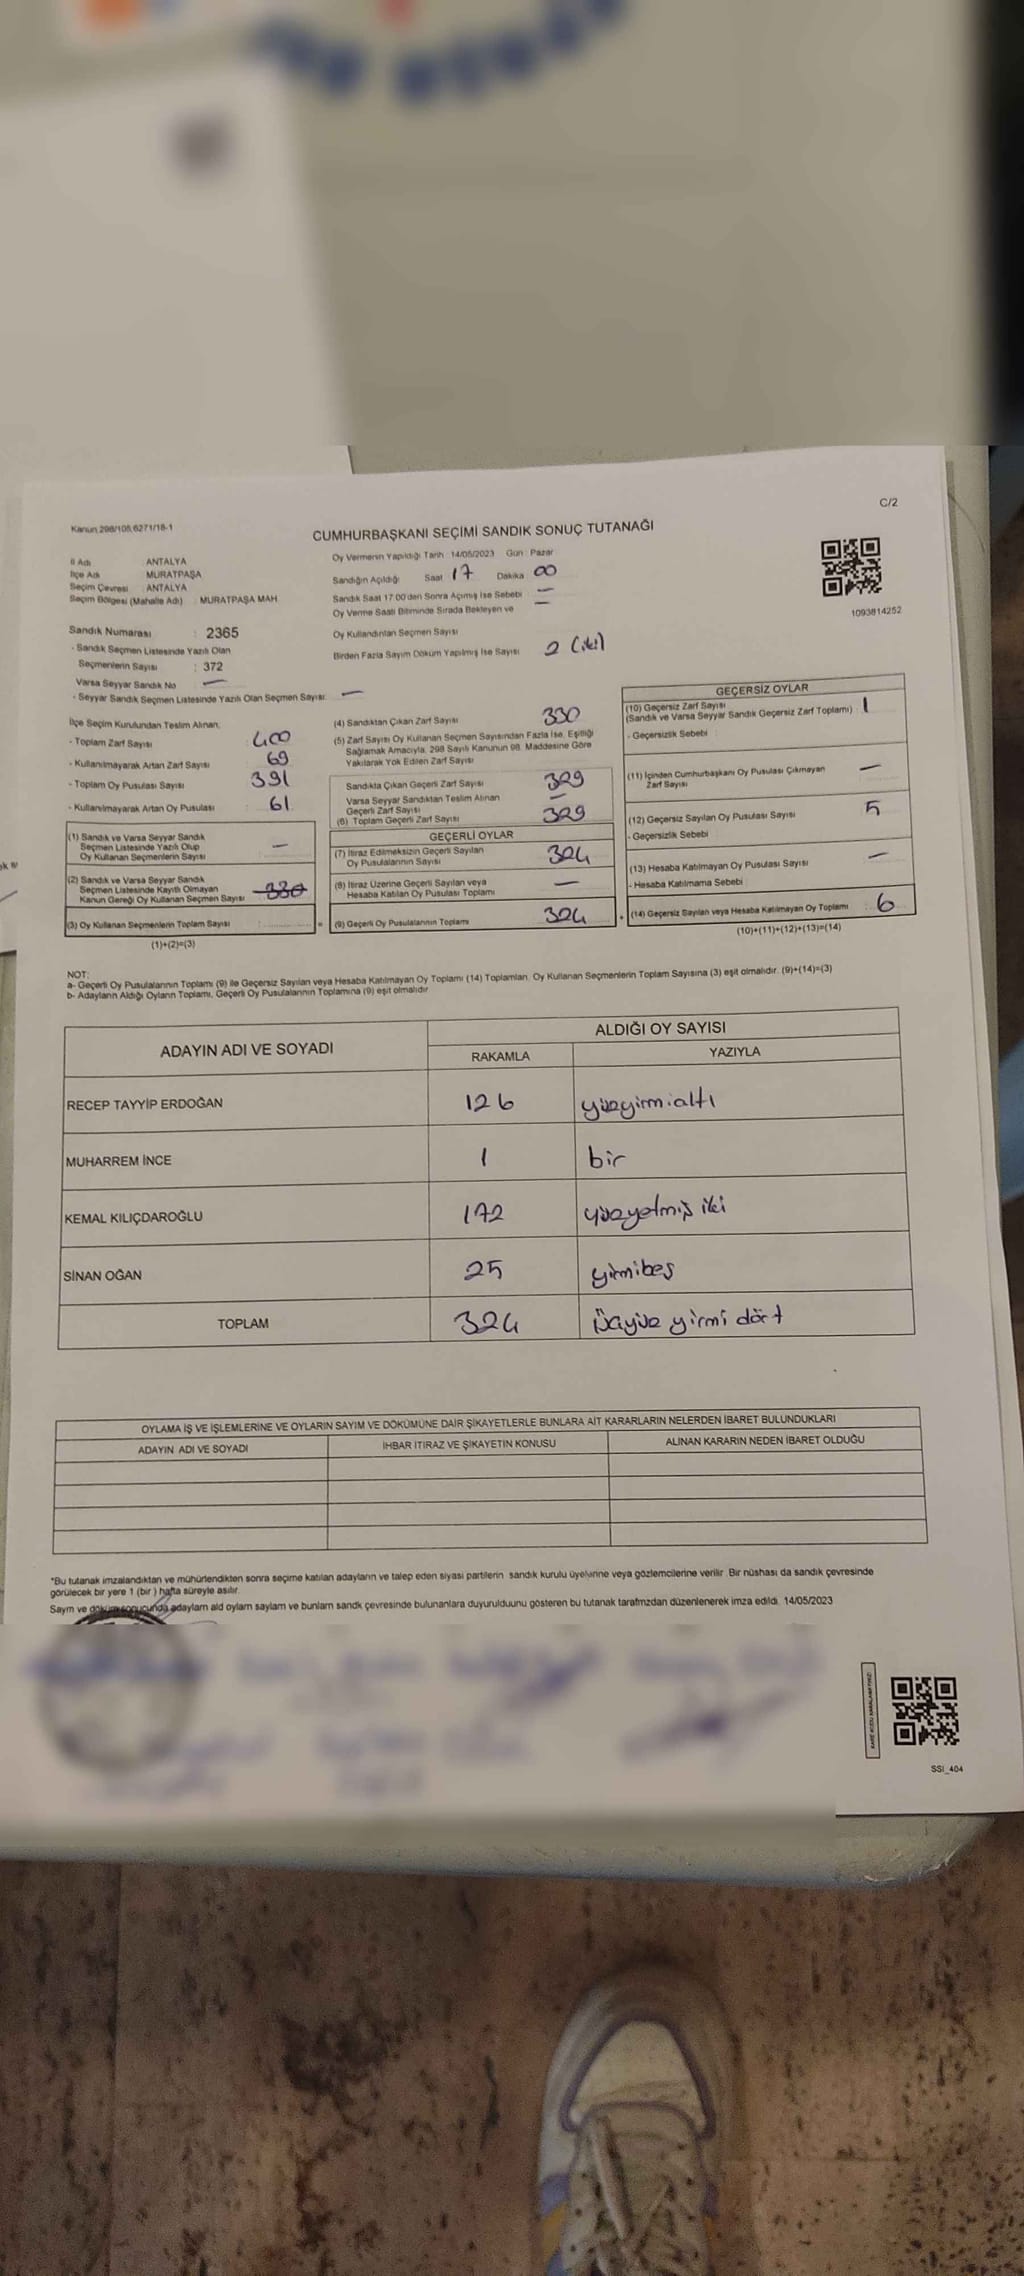 C/2
Kanun 298/105,6271/18-1
CUMHURBAŞKANI SEÇİMİ SANDIK SONUÇ TUTANAĞI
İl Adı : ANTALYA
İlçe Adı : MURATPAŞA
Seçim Çevresi : ANTALYA
Seçim Bölgesi (Mahalle Adı) : MURATPAŞA MAH.
Oy Vermenin Yapıldığı Tarih : 14/05/2023 Gün : Pazar
Sandığın Açıldığı Saat 17 Dakika 00
Sandık Saat 17:00'den Sonra Açımış İse Sebebi : —
Oy Verme Saati Bitiminde Sırada Bekleyen ve —
Oy Kullandırılan Seçmen Sayısı
Birden Fazla Sayım Döküm Yapılmış İse Sayısı 2 (iki)
1093814252
Sandık Numarası : 2365
- Sandık Seçmen Listesinde Yazılı Olan
Seçmenlerin Sayısı : 372
Varsa Seyyar Sandık No —
- Seyyar Sandık Seçmen Listesinde Yazılı Olan Seçmen Sayısı: —
İlçe Seçim Kurulundan Teslim Alınan;
- Toplam Zarf Sayısı : 400
- Kullanılmayarak Artan Zarf Sayısı : 69
- Toplam Oy Pusulası Sayısı : 391
- Kullanılmayarak Artan Oy Pusulası : 61
(1) Sandık ve Varsa Seyyar Sandık
Seçmen Listesinde Yazılı Olup
Oy Kullanan Seçmenlerin Sayısı —
(2) Sandık ve Varsa Seyyar Sandık
Seçmen Listesinde Kayıtlı Olmayan
Kanun Gereği Oy Kullanan Seçmen Sayısı 330
(3) Oy Kullanan Seçmenlerin Toplam Sayısı : =
(1)+(2)=(3)
(4) Sandıktan Çıkan Zarf Sayısı 330
(5) Zarf Sayısı Oy Kullanan Seçmen Sayısından Fazla İse, Eşitliği
Sağlamak Amacıyla, 298 Sayılı Kanunun 98. Maddesine Göre
Yakılarak Yok Edilen Zarf Sayısı
Sandıkta Çıkan Geçerli Zarf Sayısı 329
Varsa Seyyar Sandıktan Teslim Alınan
Geçerli Zarf Sayısı —
(6) Toplam Geçerli Zarf Sayısı 329
GEÇERLİ OYLAR
(7) İtiraz Edilmeksizin Geçerli Sayılan
Oy Pusulalarının Sayısı 324
(8) İtiraz Üzerine Geçerli Sayılan veya
Hesaba Katılan Oy Pusulası Toplamı —
(9) Geçerli Oy Pusulalarının Toplamı 324 +
GEÇERSİZ OYLAR
(10) Geçersiz Zarf Sayısı
(Sandık ve Varsa Seyyar Sandık Geçersiz Zarf Toplamı) : 1
- Geçersizlik Sebebi :
(11) İçinden Cumhurbaşkanı Oy Pusulası Çıkmayan
Zarf Sayısı —
(12) Geçersiz Sayılan Oy Pusulası Sayısı 5
- Geçersizlik Sebebi :
(13) Hesaba Katılmayan Oy Pusulası Sayısı —
- Hesaba Katılmama Sebebi :
(14) Geçersiz Sayılan veya Hesaba Katılmayan Oy Toplamı : 6
(10)+(11)+(12)+(13)=(14)
NOT:
a- Geçerli Oy Pusulalarının Toplamı (9) ile Geçersiz Sayılan veya Hesaba Katılmayan Oy Toplamı (14) Toplamları, Oy Kullanan Seçmenlerin Toplam Sayısına (3) eşit olmalıdır. (9)+(14)=(3)
b- Adayların Aldığı Oyların Toplamı, Geçerli Oy Pusulalarının Toplamına (9) eşit olmalıdır
ADAYIN ADI VE SOYADI ALDIĞI OY SAYISI
RAKAMLA YAZIYLA
RECEP TAYYİP ERDOĞAN 126 yüzyirmialtı
MUHARREM İNCE 1 bir
KEMAL KILIÇDAROĞLU 172 yüzyetmiş iki
SİNAN OĞAN 25 yirmibeş
TOPLAM 324 Üçyüz yirmi dört
OYLAMA İŞ VE İŞLEMLERİNE VE OYLARIN SAYIM VE DÖKÜMÜNE DAİR ŞİKAYETLERLE BUNLARA AİT KARARLARIN NELERDEN İBARET BULUNDUKLARI
ADAYIN ADI VE SOYADI İHBAR İTİRAZ VE ŞİKAYETİN KONUSU ALINAN KARARIN NEDEN İBARET OLDUĞU
*Bu tutanak imzalandıktan ve mühürlendikten sonra seçime katılan adayların ve talep eden siyasi partilerin sandık kurulu üyelerine veya gözlemcilerine verilir. Bir nüshası da sandık çevresinde
görülecek bir yere 1 (bir ) hafta süreyle asılır.
Sayım ve döküm sonucunda adayların ald oylarn saylarn ve bunlarn sandk çevresinde bulunanlara duyurulduunu gösteren bu tutanak tarafmzdan düzenlenerek imza edildi. 14/05/2023
SSI_404